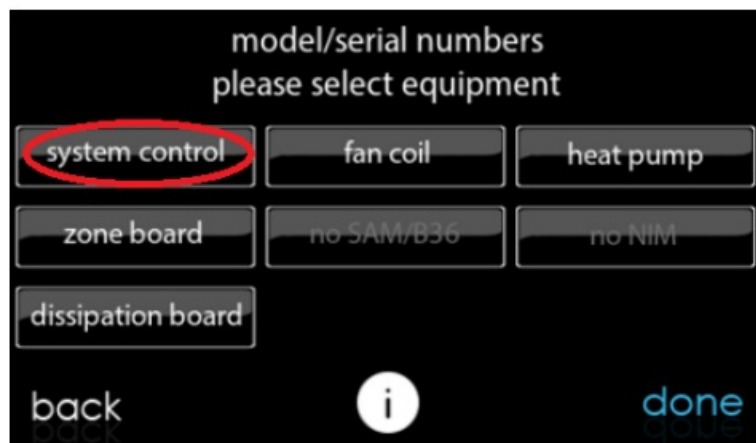 model/serial numbers
please select equipment
system control
fan coil
heat pump
zone board
no SAM/B36
no NIM
dissipation board
back
i
done